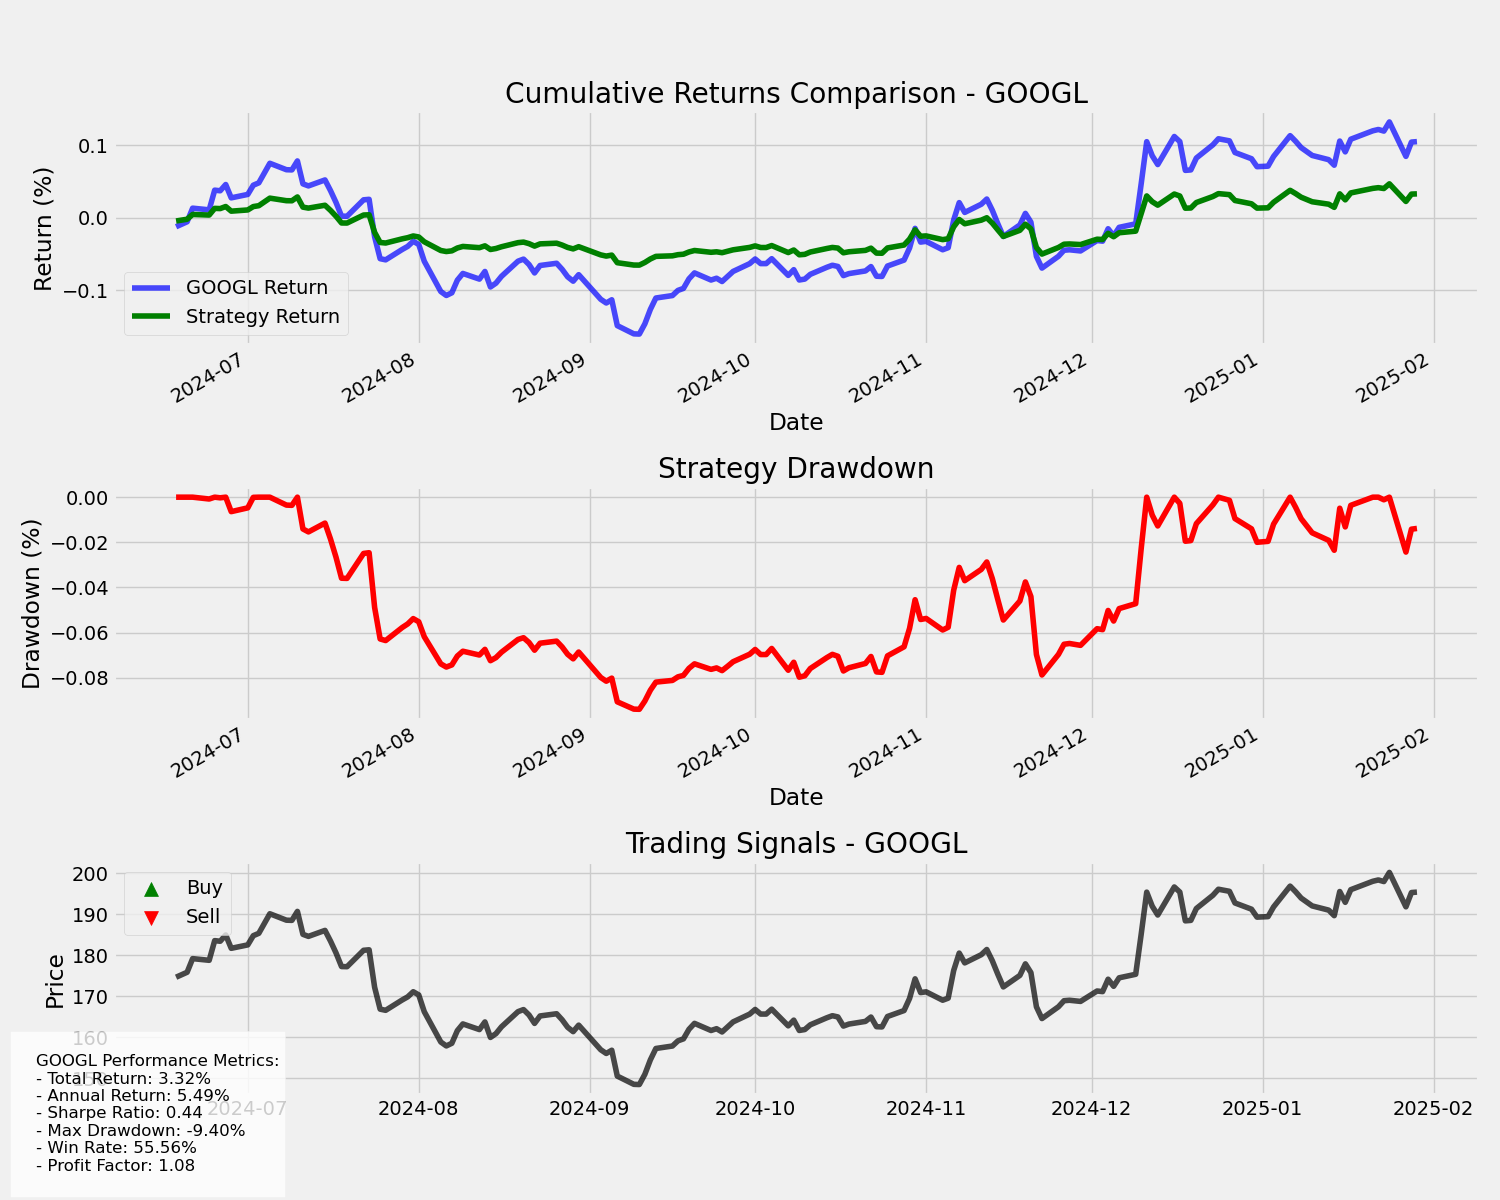 Cumulative Returns Comparison - GOOGL
Return (%)
0.1
0.0
−0.1
GOOGL Return
Strategy Return
2024-07
2024-08
2024-09
2024-10
2024-11
2024-12
2025-01
2025-02
Date
Strategy Drawdown
Drawdown (%)
0.00
−0.02
−0.04
−0.06
−0.08
2024-07
2024-08
2024-09
2024-10
2024-11
2024-12
2025-01
2025-02
Date
Trading Signals - GOOGL
Price
200
190
180
170
160
150
Buy
Sell
2024-07
2024-08
2024-09
2024-10
2024-11
2024-12
2025-01
2025-02
GOOGL Performance Metrics:
- Total Return: 3.32%
- Annual Return: 5.49%
- Sharpe Ratio: 0.44
- Max Drawdown: -9.40%
- Win Rate: 55.56%
- Profit Factor: 1.08